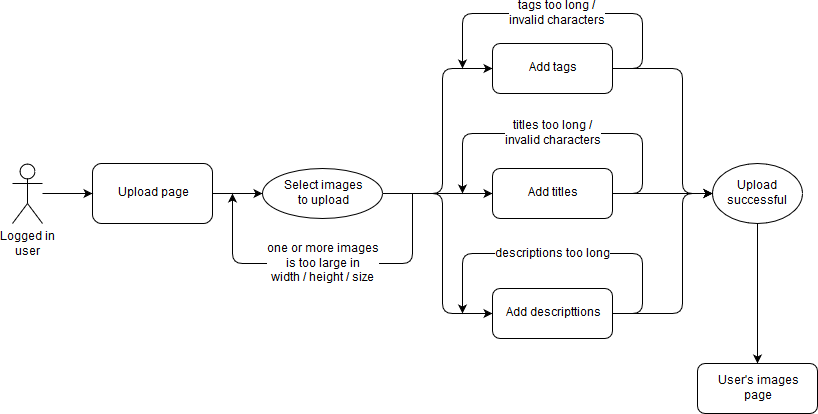 tags too long /
invalid characters
Add tags
titles too long /
invalid characters
Logged in
user
Upload page
Select images
to upload
Add titles
Upload
successful
one or more images
is too large in
width / height / size
descriptions too long
Add descripttions
User's images
page